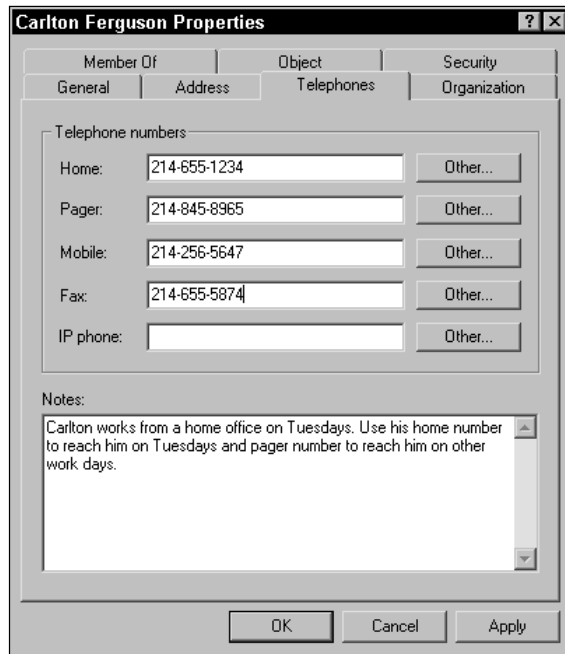 Carlton Ferguson Properties
Member Of Object Security
General Address Telephones Organization
Telephone numbers
Home: 214-655-1234 Other...
Pager: 214-845-8965 Other...
Mobile: 214-256-5647 Other...
Fax: 214-655-5874 Other...
IP phone: Other...
Notes:
Carlton works from a home office on Tuesdays. Use his home number
to reach him on Tuesdays and pager number to reach him on other
work days.
OK Cancel Apply